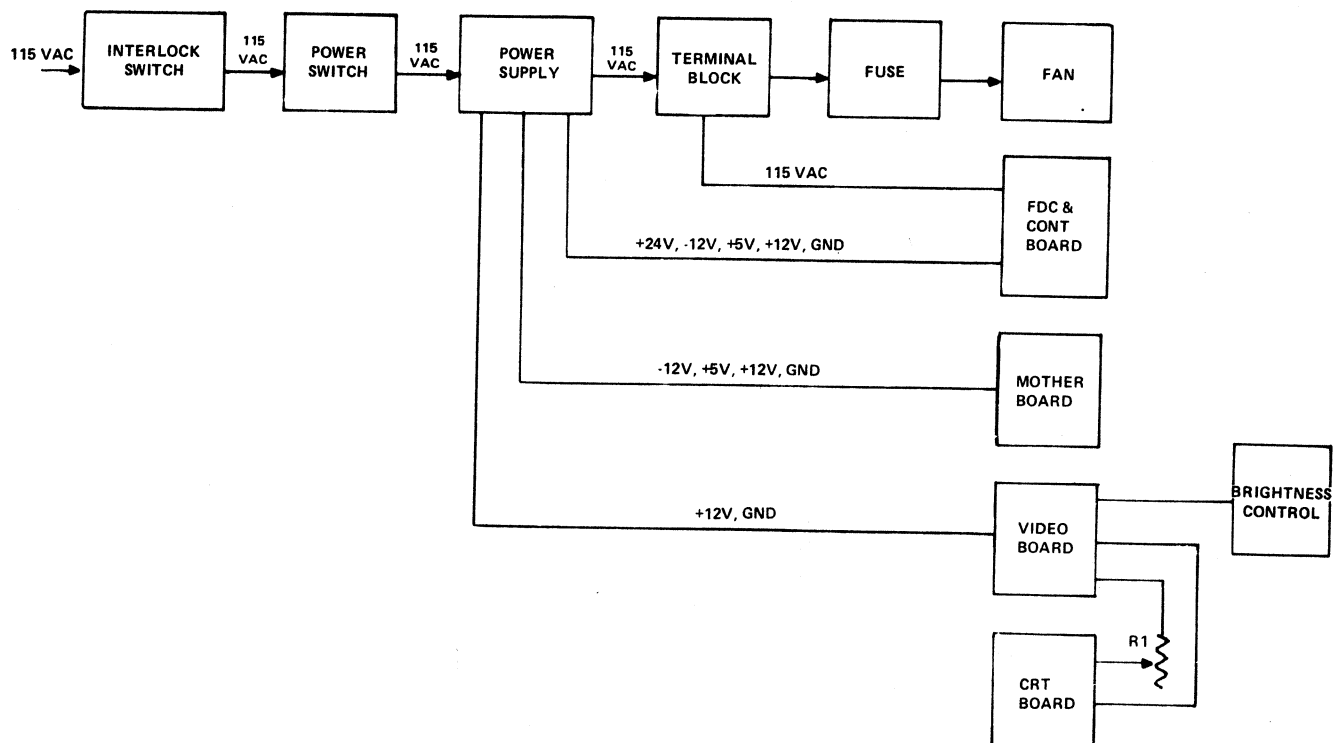 115 VAC
INTERLOCK
SWITCH
115
VAC
POWER
SWITCH
115
VAC
POWER
SUPPLY
115
VAC
TERMINAL
BLOCK
FUSE
FAN
115 VAC
FDC &
CONT
BOARD
+24V, -12V, +5V, +12V, GND
-12V, +5V, +12V, GND
MOTHER
BOARD
+12V, GND
VIDEO
BOARD
BRIGHTNESS
CONTROL
R1
CRT
BOARD